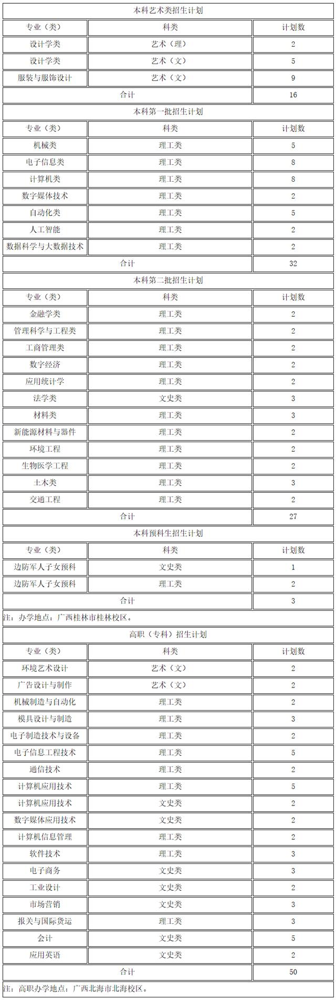 本科艺术类招生计划
专业（类） 科类 计划数
设计学类 艺术（理） 2
设计学类 艺术（文） 5
服装与服饰设计 艺术（文） 9
合计 16
本科第一批招生计划
专业（类） 科类 计划数
机械类 理工类 5
电子信息类 理工类 8
计算机类 理工类 8
数字媒体技术 理工类 2
自动化类 理工类 5
人工智能 理工类 2
数据科学与大数据技术 理工类 2
合计 32
本科第二批招生计划
专业（类） 科类 计划数
金融学类 理工类 2
管理科学与工程类 理工类 2
工商管理类 理工类 2
数字经济 理工类 2
应用统计学 理工类 2
法学类 文史类 3
材料类 理工类 3
新能源材料与器件 理工类 2
环境工程 理工类 2
生物医学工程 理工类 2
土木类 理工类 3
交通工程 理工类 2
合计 27
本科预科生招生计划
专业（类） 科类 计划数
边防军人子女预科 文史类 1
边防军人子女预科 理工类 2
合计 3
注：办学地点：广西桂林市桂林校区。
高职（专科）招生计划
专业（类） 科类 计划数
环境艺术设计 艺术（文） 2
广告设计与制作 艺术（文） 2
机械制造与自动化 理工类 2
模具设计与制造 理工类 3
电子制造技术与设备 理工类 2
电子信息工程技术 理工类 5
通信技术 理工类 2
计算机应用技术 理工类 5
计算机应用技术 文史类 2
数字媒体应用技术 文史类 2
计算机信息管理 理工类 2
软件技术 理工类 3
电子商务 文史类 3
工业设计 文史类 2
市场营销 文史类 3
报关与国际货运 理工类 3
会计 文史类 5
应用英语 文史类 2
合计 50
注：高职办学地点：广西北海市北海校区。